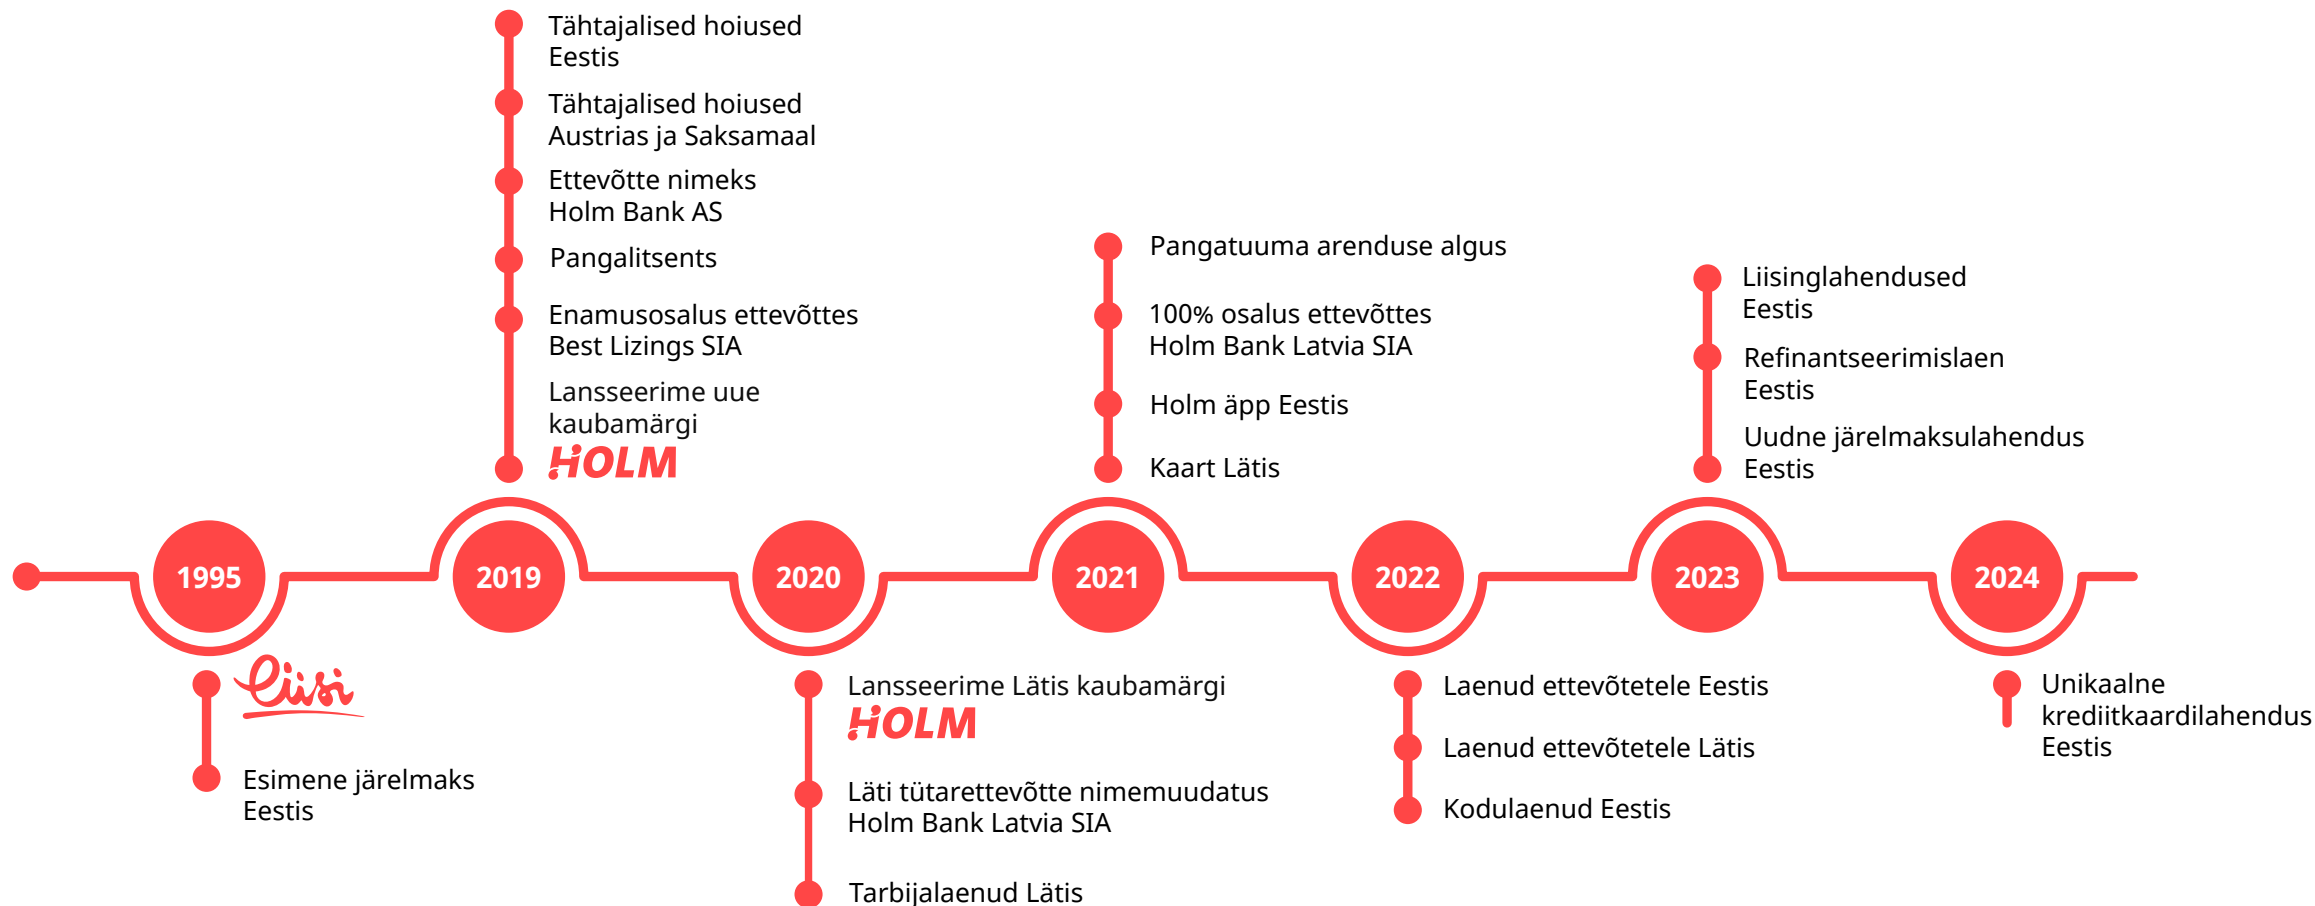 Tähtajalised hoiused
Eestis
Tähtajalised hoiused
Austrias ja Saksamaal
Ettevõtte nimeks
Holm Bank AS
Pangalitsents
Enamusosalus ettevõttes
Best Lizings SIA
Lansseerime uue
kaubamärgi
HOLM
Pangatuuma arenduse algus
100% osalus ettevõttes
Holm Bank Latvia SIA
Holm äpp Eestis
Kaart Lätis
Liisinglahendused
Eestis
Refinantseerimislaen
Eestis
Uudne järelmaksulahendus
Eestis
1995
2019
2020
2021
2022
2023
2024
Liisi
Esimene järelmaks
Eestis
Lansseerime Lätis kaubamärgi
HOLM
Läti tütarettevõtte nimemuudatus
Holm Bank Latvia SIA
Tarbijalaenud Lätis
Laenud ettevõtetele Eestis
Laenud ettevõtetele Lätis
Kodulaenud Eestis
Unikaalne
krediitkaardilahendus
Eestis